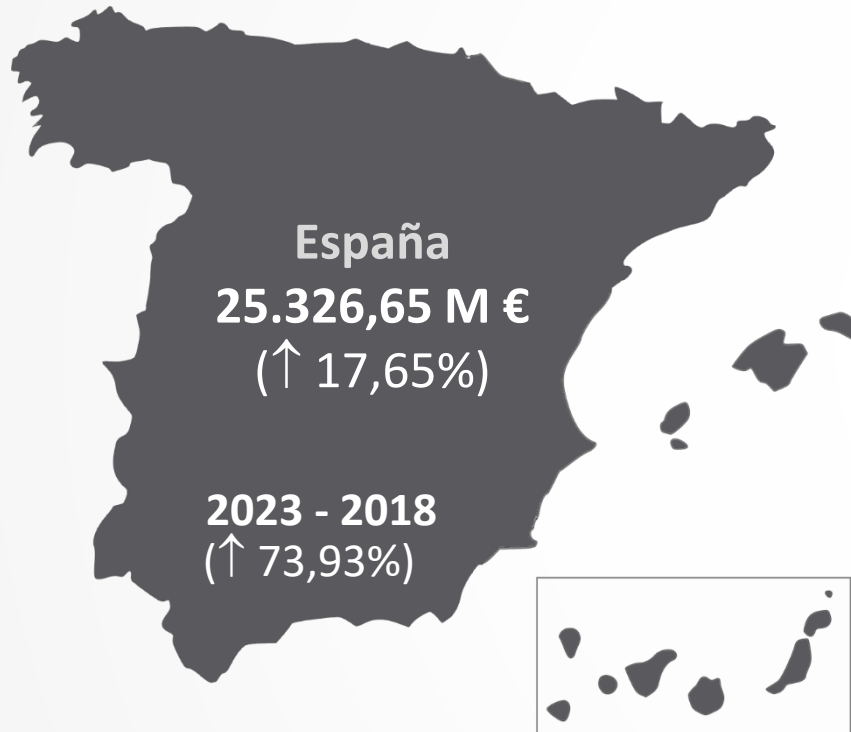 España
25.326,65 M €
(↑ 17,65%)
2023 - 2018
(↑ 73,93%)